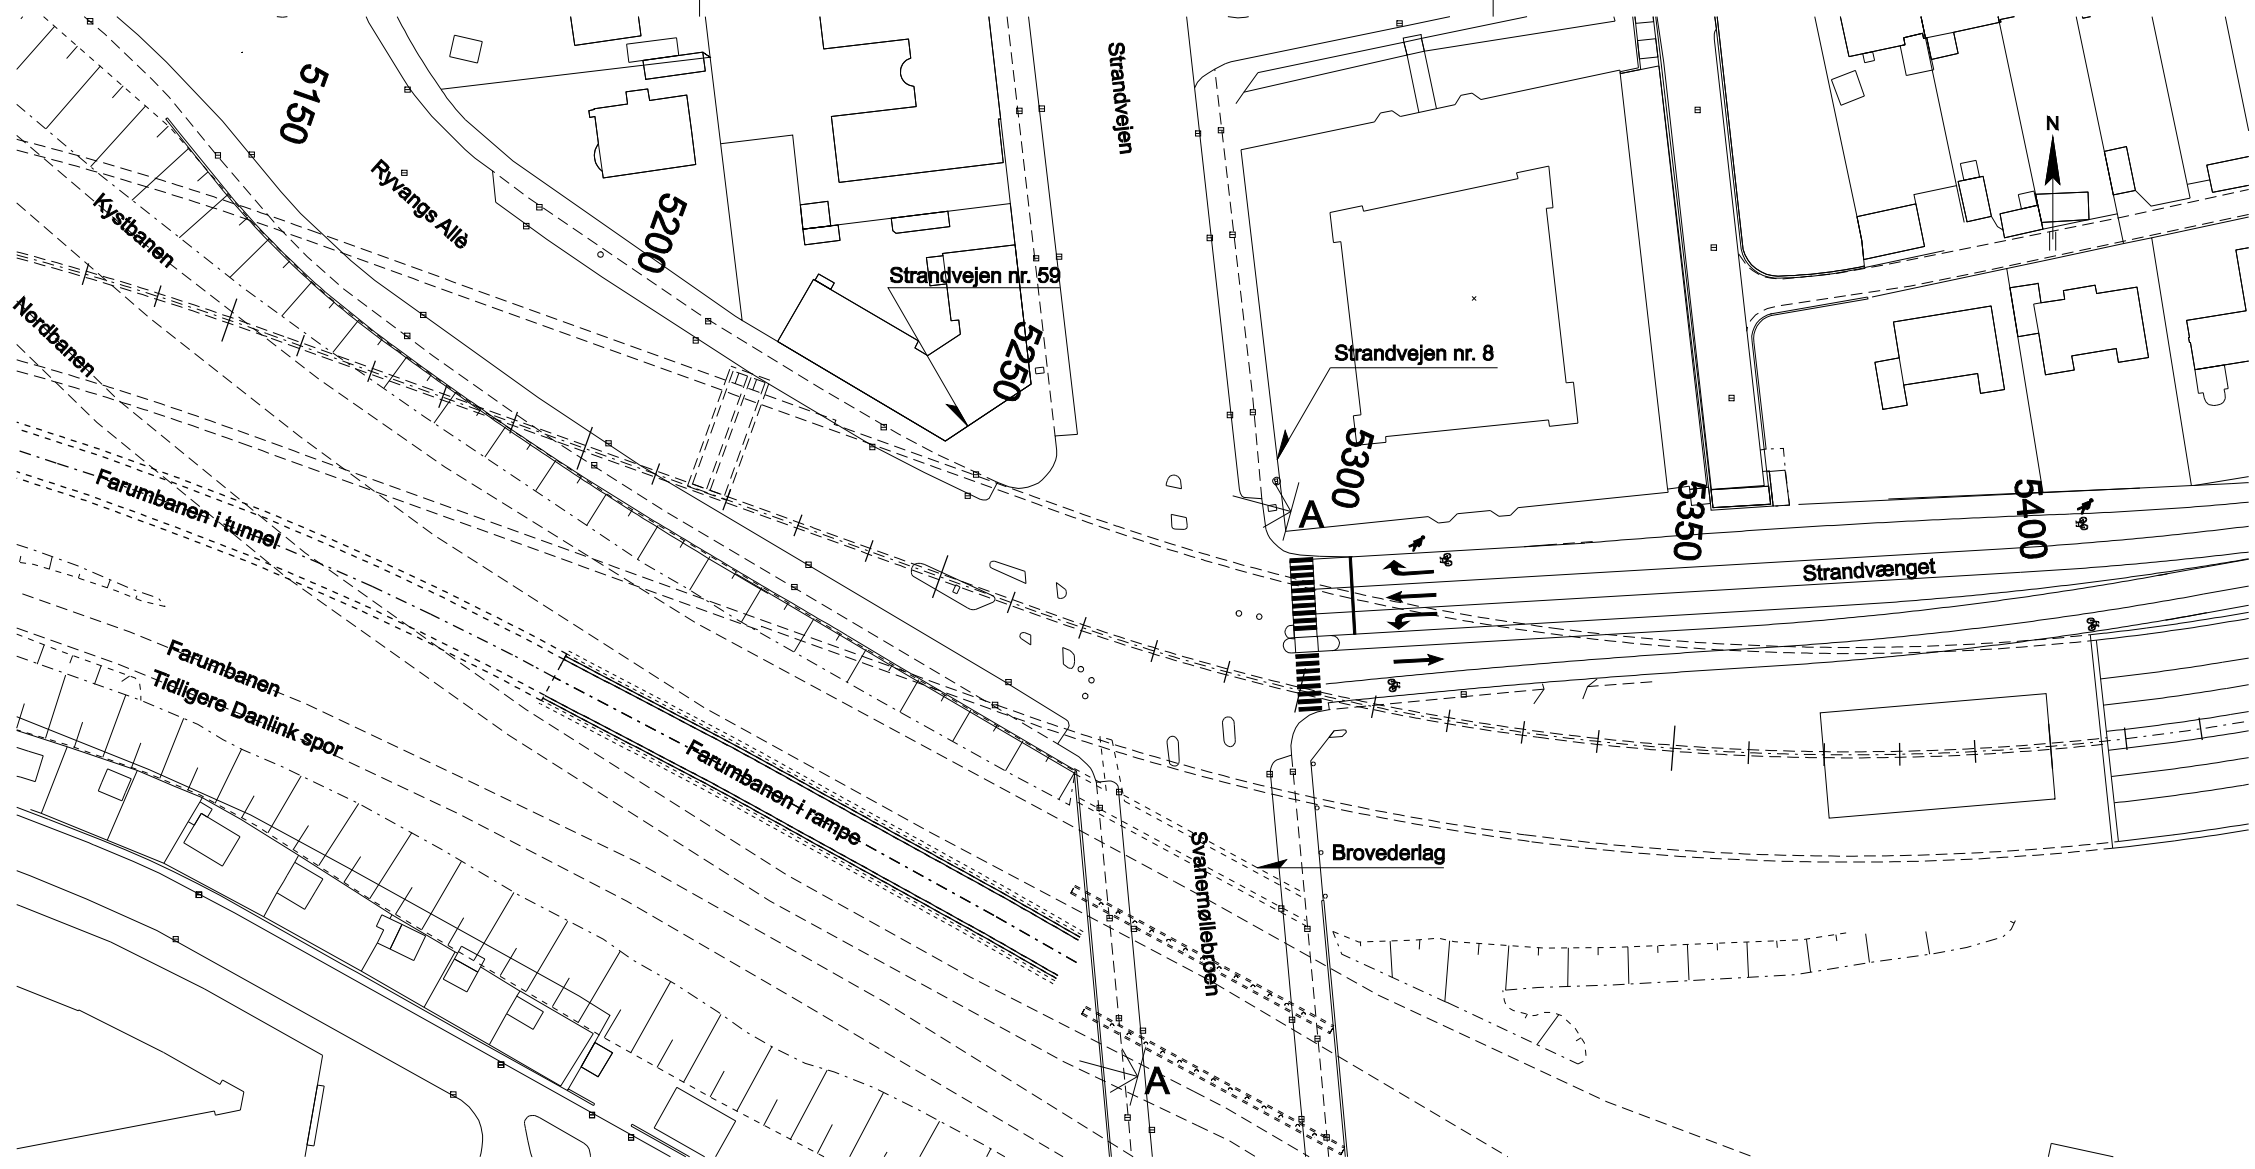 Strandvejen
5150
N
Ryvangs Allè
Kystbanen
5200
Strandvejen nr. 59
Nordbanen
5250
Strandvejen nr. 8
5300
5350
5400
Farumbanen i tunnel
A
Strandvænget
Farumbanen
Tidligere Danlink spor
Farumbanen i rampe
Svanemøllebroen
Brovederlag
A